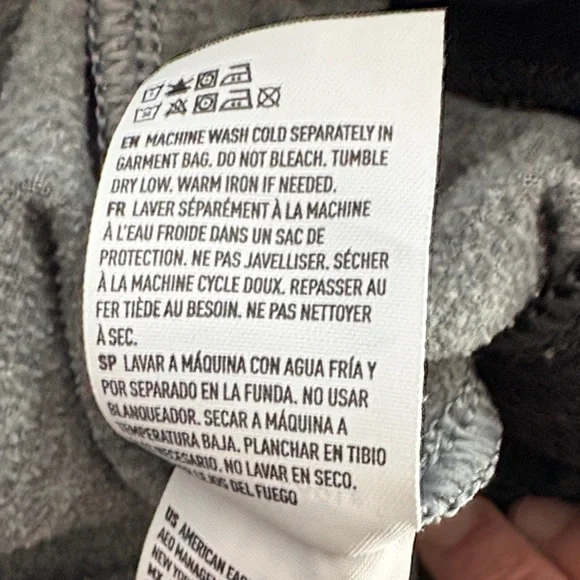 EN MACHINE WASH COLD SEPARATELY IN
GARMENT BAG. DO NOT BLEACH. TUMBLE
DRY LOW. WARM IRON IF NEEDED.
FR LAVER SÉPARÉMENT À LA MACHINE
À L'EAU FROIDE DANS UN SAC DE
PROTECTION. NE PAS JAVELLISER. SÉCHER
À LA MACHINE CYCLE DOUX. REPASSER AU
FER TIÈDE AU BESOIN. NE PAS NETTOYER
À SEC.
SP LAVAR A MÁQUINA CON AGUA FRÍA Y
POR SEPARADO EN LA FUNDA. NO USAR
BLANQUEADOR. SECAR A MÁQUINA A
TEMPERATURA BAJA. PLANCHAR EN TIBIO
NO LAVAR EN SECO.
DEL FUEGO
US AMERICAN
AEO
NEW
MX